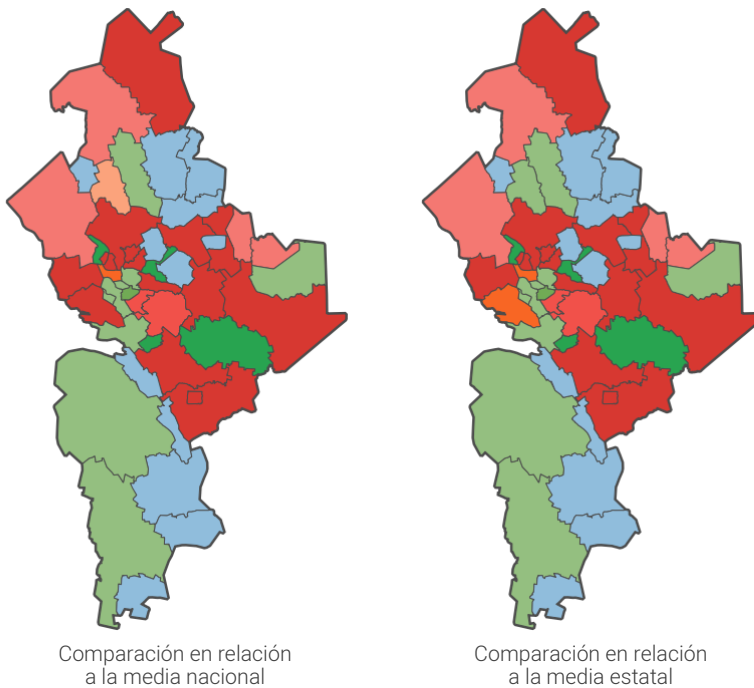 Comparación en relación
a la media nacional
Comparación en relación
a la media estatal